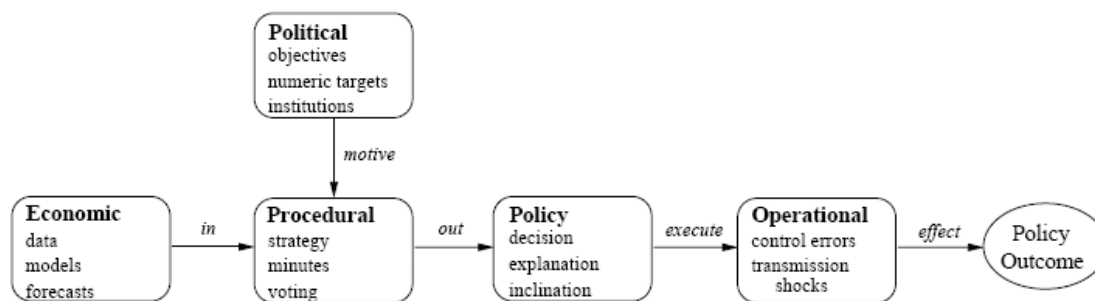 Political
objectives
numeric targets
institutions
motive
Economic
data
models
forecasts
in
Procedural
strategy
minutes
voting
out
Policy
decision
explanation
inclination
execute
Operational
control errors
transmission
shocks
effect
Policy
Outcome